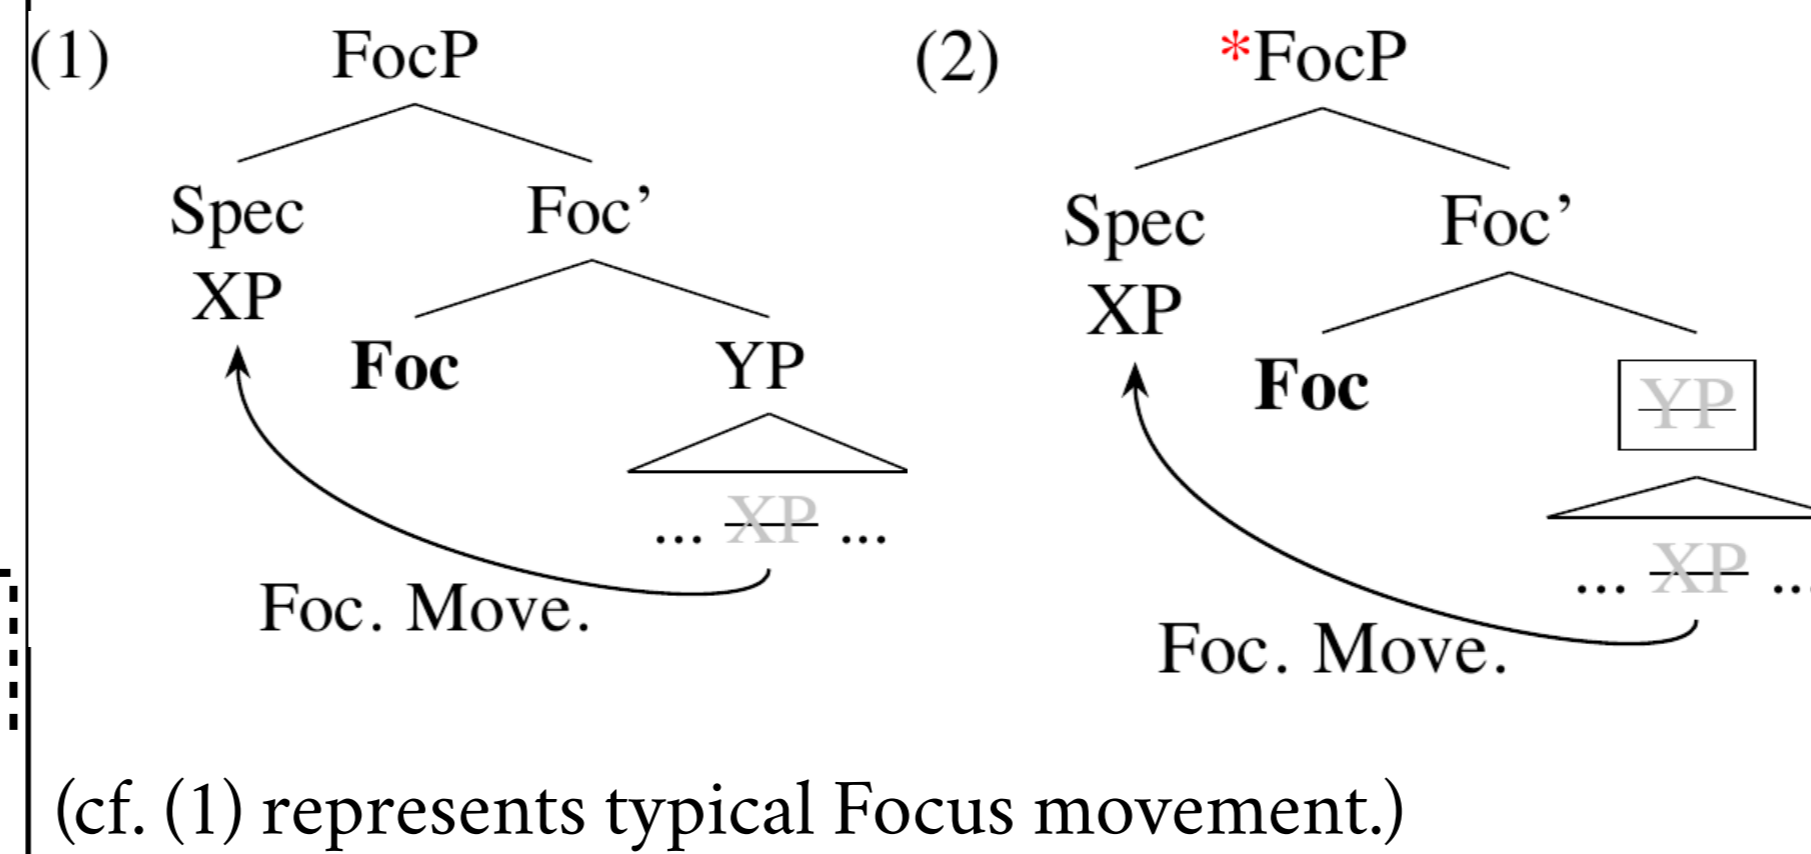 (1) FocP (2) *FocP
Spec Foc’ Spec Foc’
XP XP
Foc YP Foc YP
... XP ... ... XP ...
Foc. Move. Foc. Move.
(cf. (1) represents typical Focus movement.)